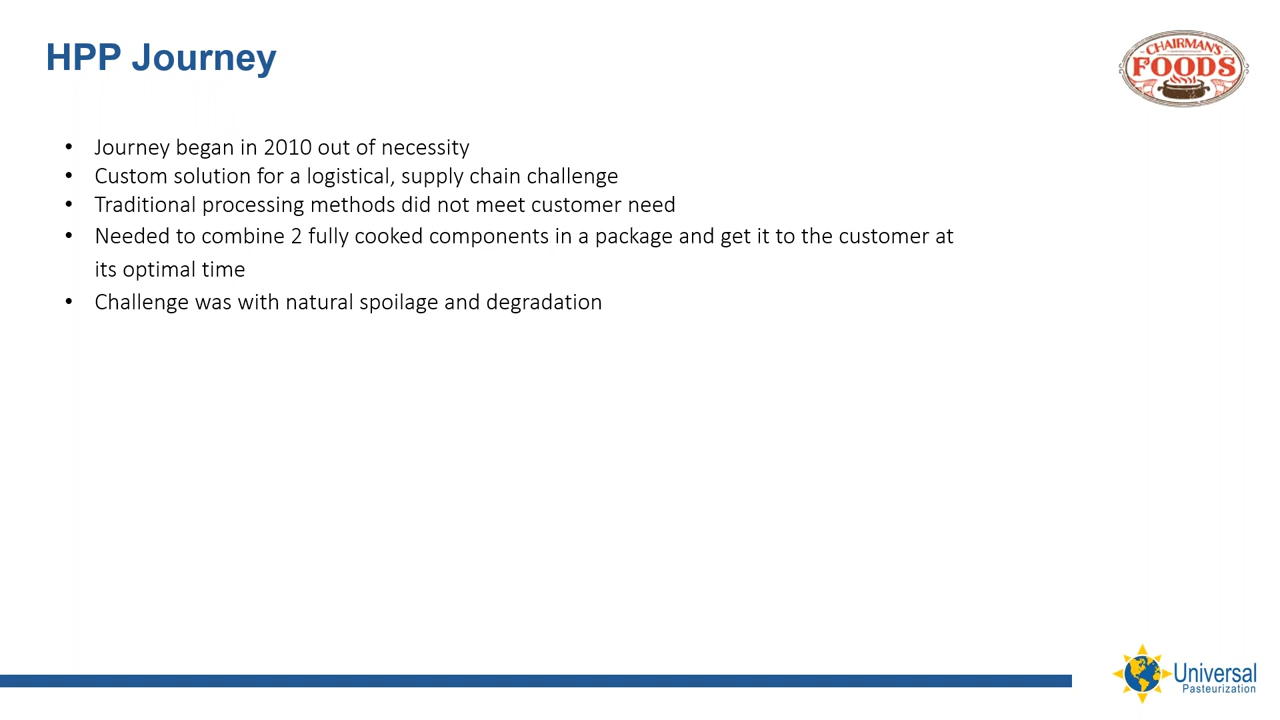 HPP Journey
CHAIRMAN'S
FOODS
• Journey began in 2010 out of necessity
• Custom solution for a logistical, supply chain challenge
• Traditional processing methods did not meet customer need
• Needed to combine 2 fully cooked components in a package and get it to the customer at
its optimal time
• Challenge was with natural spoilage and degradation
Universal
Pasteurization